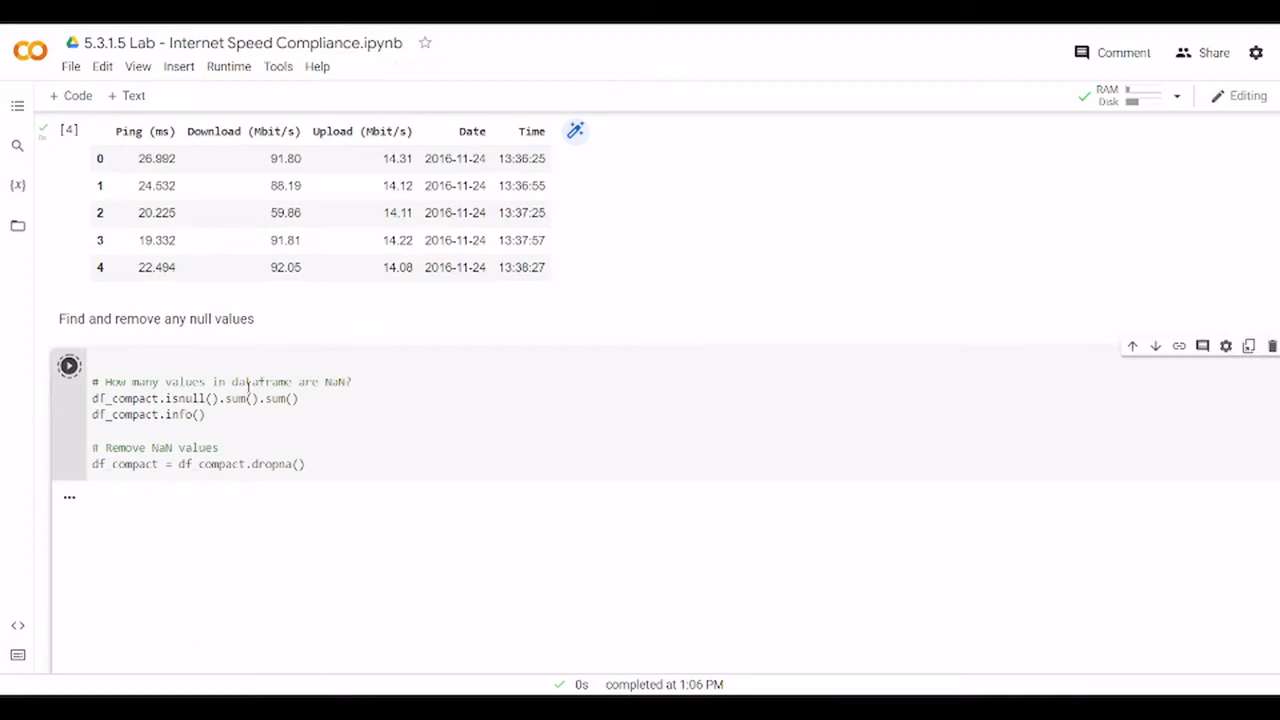 5.3.1.5 Lab - Internet Speed Compliance.ipynb
Comment Share
File Edit View Insert Runtime Tools Help
+ Code + Text
RAM
Disk
Editing
[4]
Ping (ms) Download (Mbit/s) Upload (Mbit/s) Date Time
0 26.992 91.80 14.31 2016-11-24 13:36:25
1 24.532 88.19 14.12 2016-11-24 13:36:55
2 20.225 59.86 14.11 2016-11-24 13:37:25
3 19.332 91.81 14.22 2016-11-24 13:37:57
4 22.494 92.05 14.08 2016-11-24 13:38:27
Find and remove any null values
# How many values in dataframe are NaN?
df_compact.isnull().sum().sum()
df_compact.info()
# Remove NaN values
df_compact = df_compact.dropna()
...
0s completed at 1:06 PM